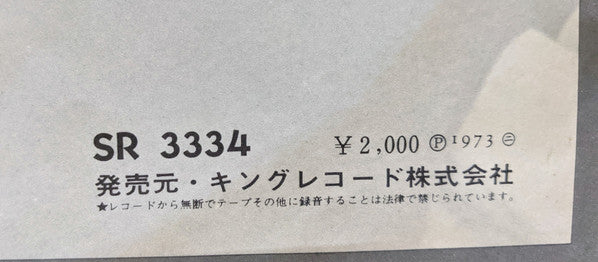 SR 3334 ¥2,000 Ⓟ1973 ㊁
発売元・キングレコード株式会社
★レコードから無断でテープその他に録音することは法律で禁じられています。